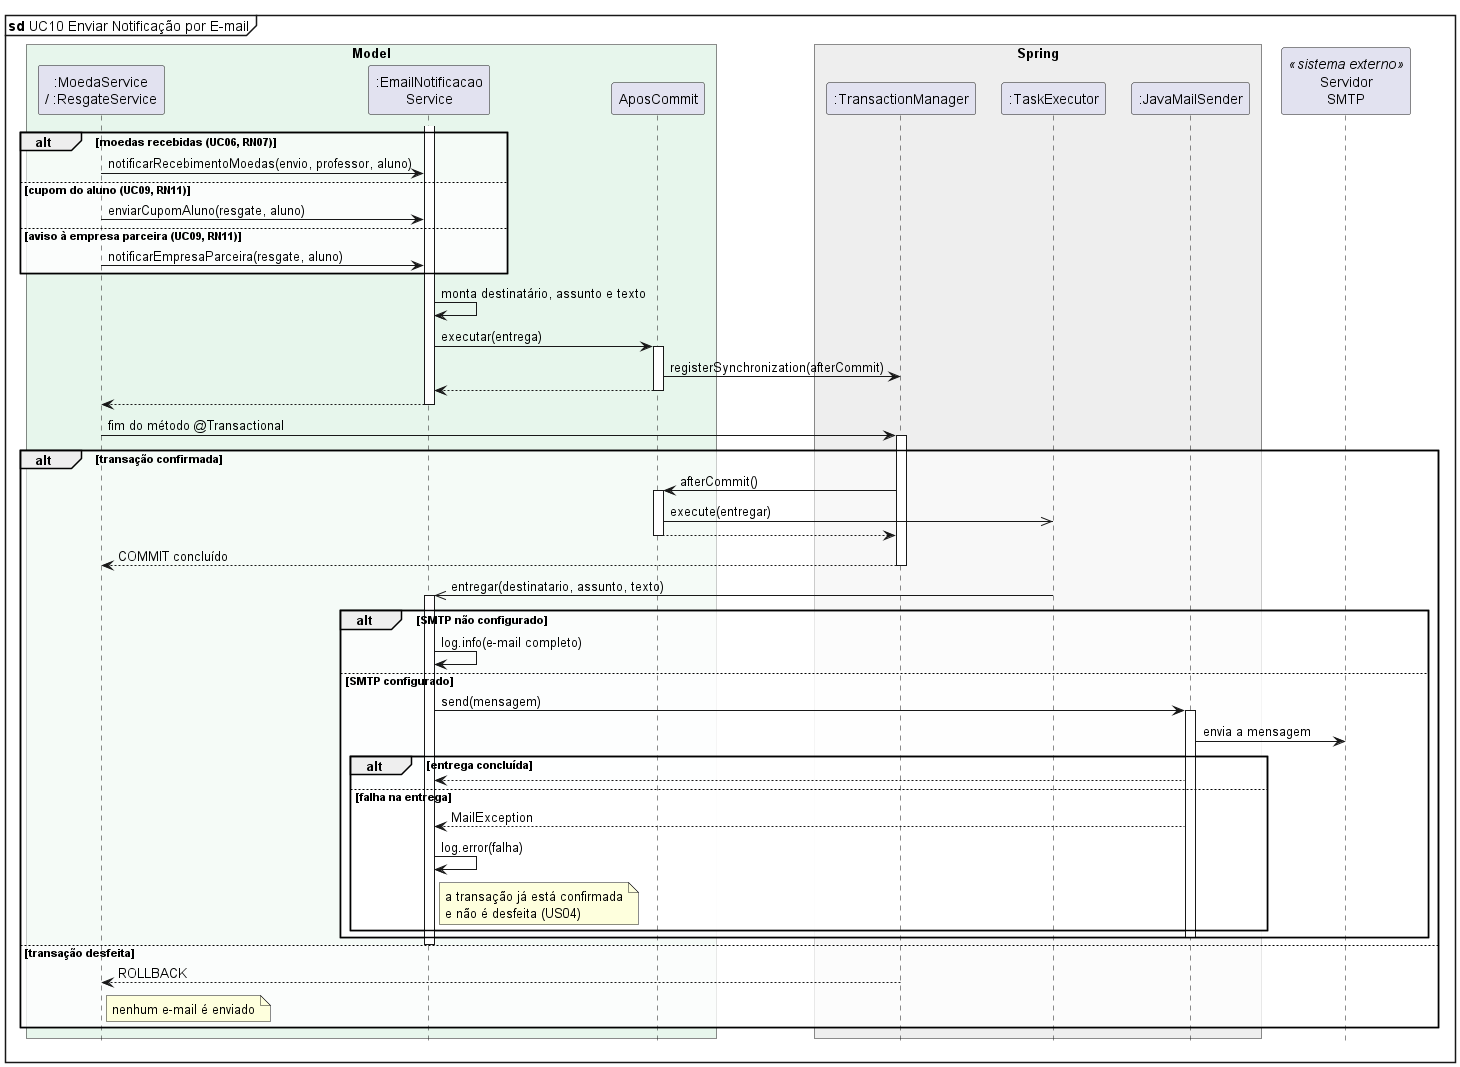 sd UC10 Enviar Notificação por E-mail
Model
Spring
:MoedaService
/ :ResgateService
:EmailNotificacao
Service
AposCommit
:TransactionManager
:TaskExecutor
:JavaMailSender
«sistema externo»
Servidor
SMTP
alt [moedas recebidas (UC06, RN07)]
notificarRecebimentoMoedas(envio, professor, aluno)
[cupom do aluno (UC09, RN11)]
enviarCupomAluno(resgate, aluno)
[aviso à empresa parceira (UC09, RN11)]
notificarEmpresaParceira(resgate, aluno)
monta destinatário, assunto e texto
executar(entrega)
registerSynchronization(afterCommit)
fim do método @Transactional
alt [transação confirmada]
afterCommit()
execute(entregar)
COMMIT concluído
entregar(destinatario, assunto, texto)
alt [SMTP não configurado]
log.info(e-mail completo)
[SMTP configurado]
send(mensagem)
envia a mensagem
alt [entrega concluída]
[falha na entrega]
MailException
log.error(falha)
a transação já está confirmada
e não é desfeita (US04)
[transação desfeita]
ROLLBACK
nenhum e-mail é enviado